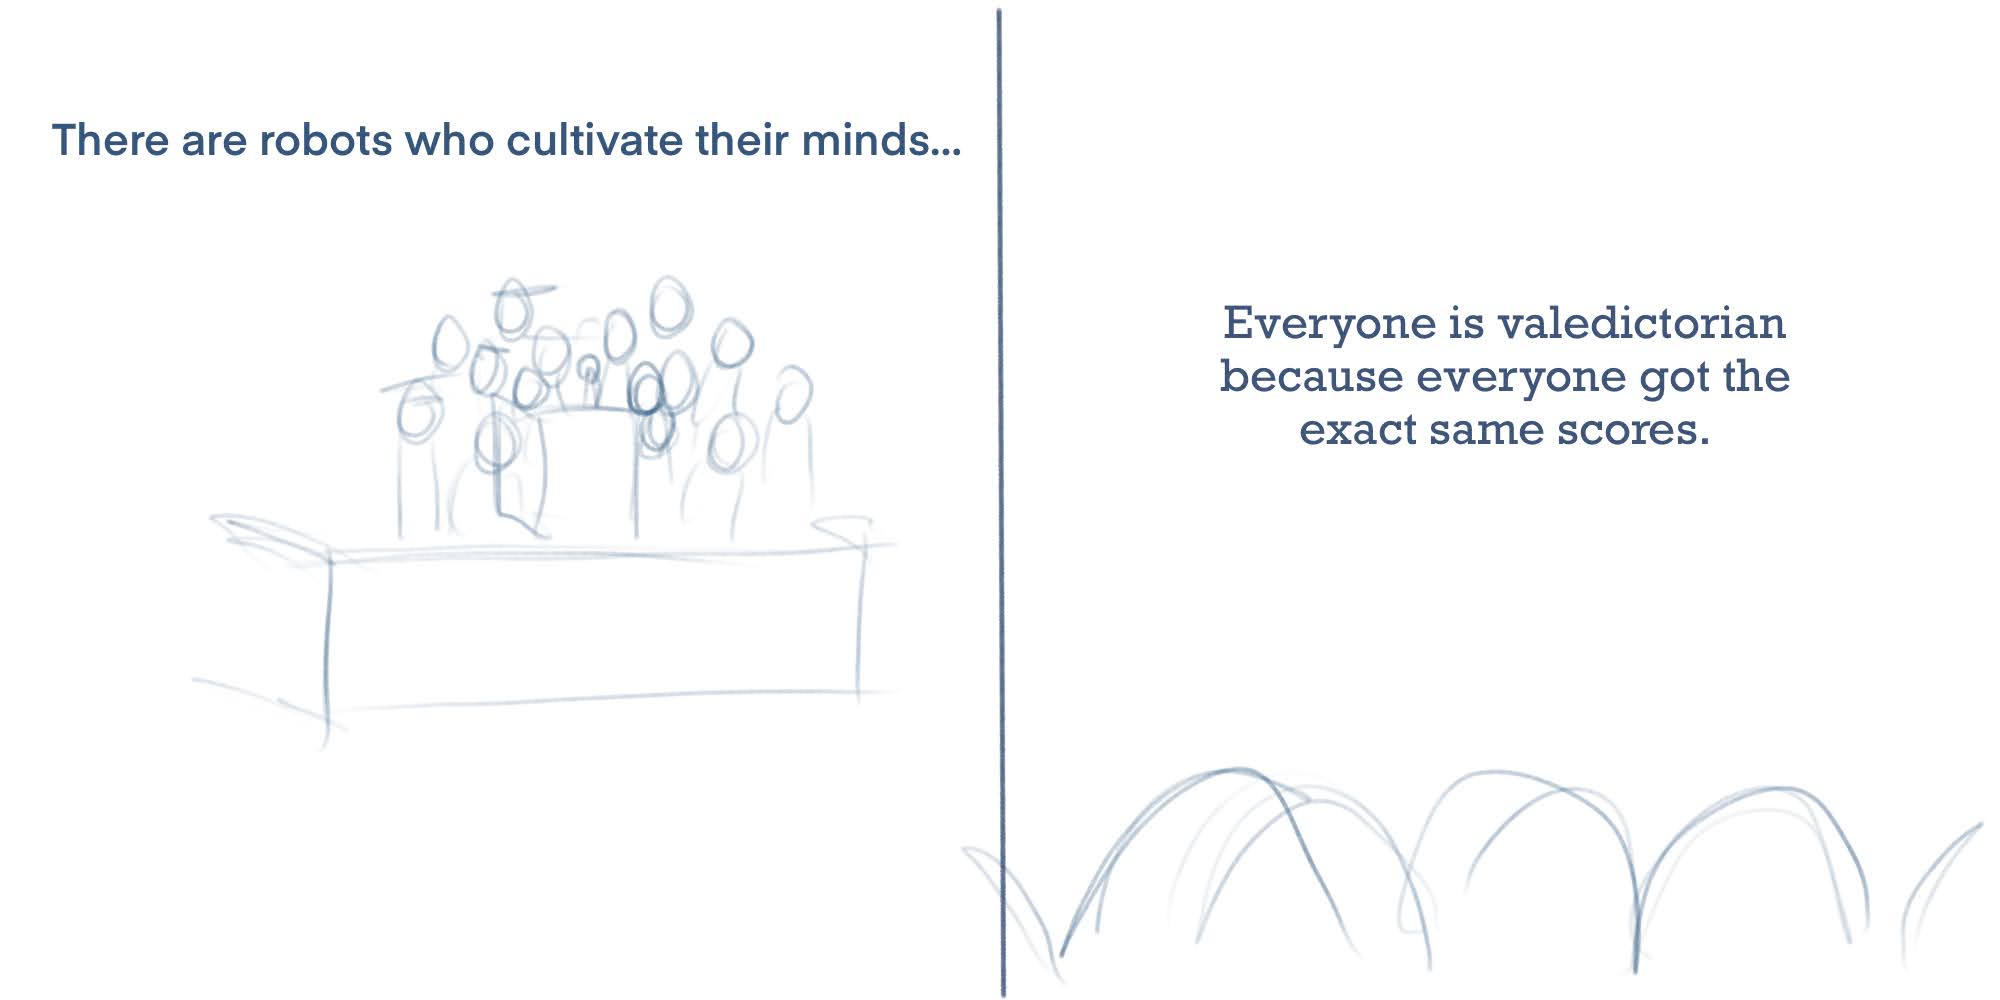 There are robots who cultivate their minds...
Everyone is valedictorian
because everyone got the
exact same scores.